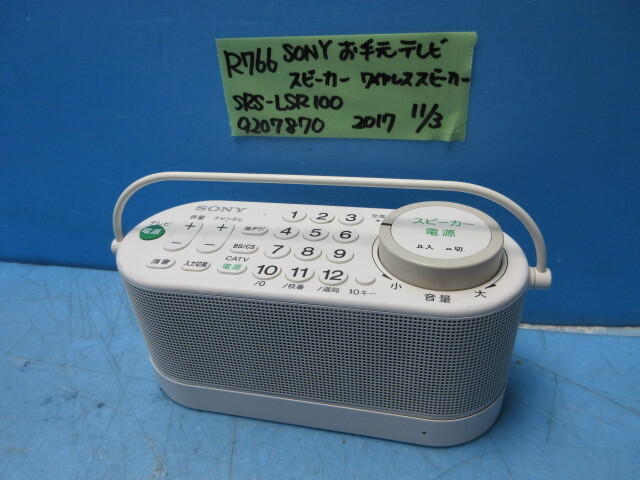 R766 SONY お手元テレビ
スピーカー ワイヤレススピーカー
SRS-LSR100
9207870 2017 11/3
SONY
テレビ
電源
音量 チャンネル
+ +
- -
消音 入力切換
地デジ
BS/CS
CATV
電源
1 2 3
4 5 6
7 8 9
10 11 12
/0 /枝番 /選局 10キー
充電
スピーカー
電源
入 切
小 音量 大